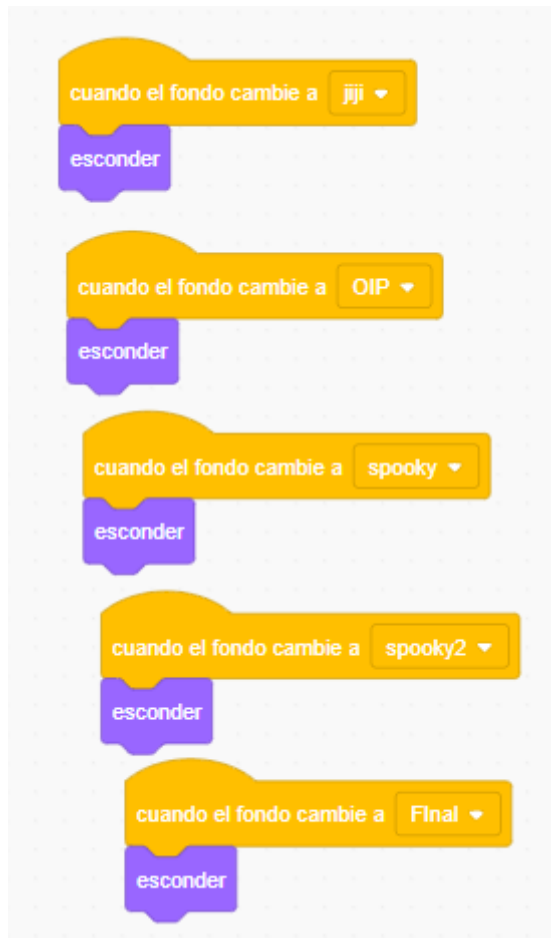 cuando el fondo cambie a jiji
esconder
cuando el fondo cambie a OIP
esconder
cuando el fondo cambie a spooky
esconder
cuando el fondo cambie a spooky2
esconder
cuando el fondo cambie a FInal
esconder